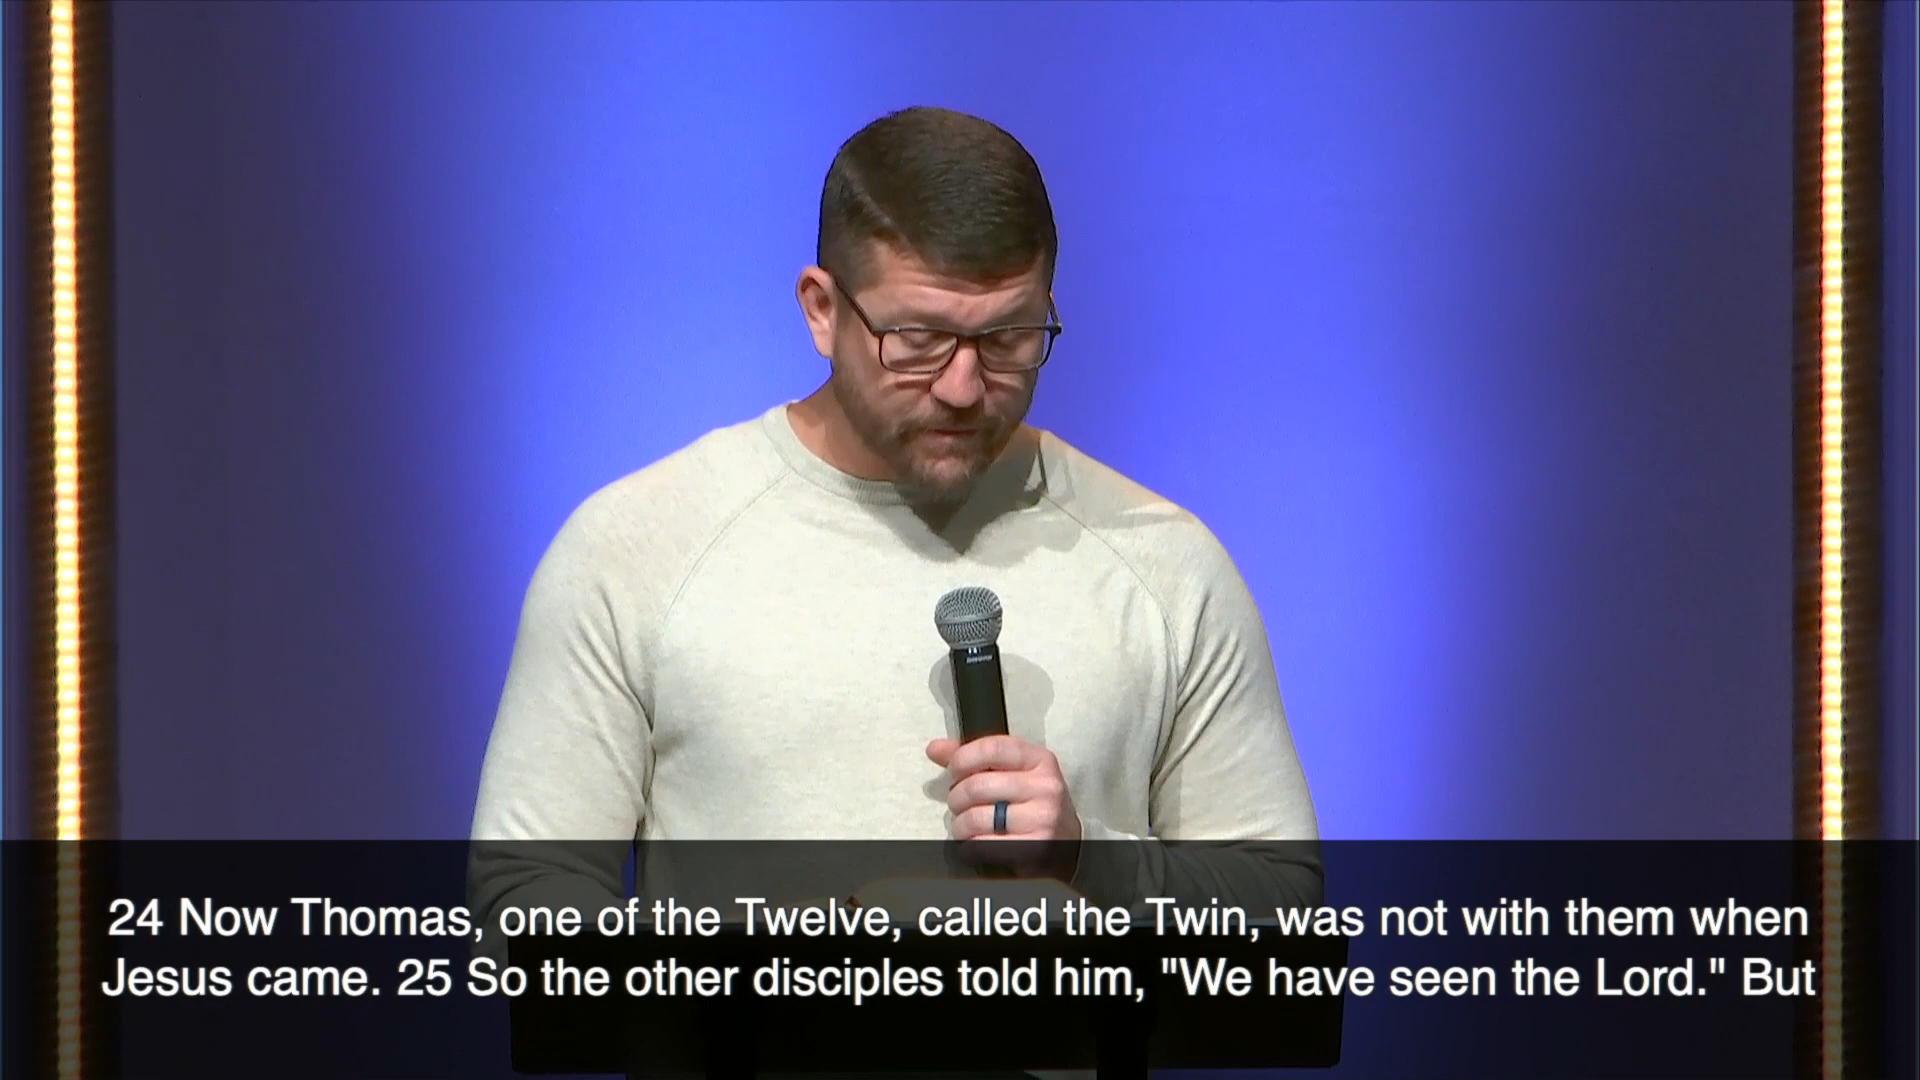 24 Now Thomas, one of the Twelve, called the Twin, was not with them when
Jesus came. 25 So the other disciples told him, "We have seen the Lord." But